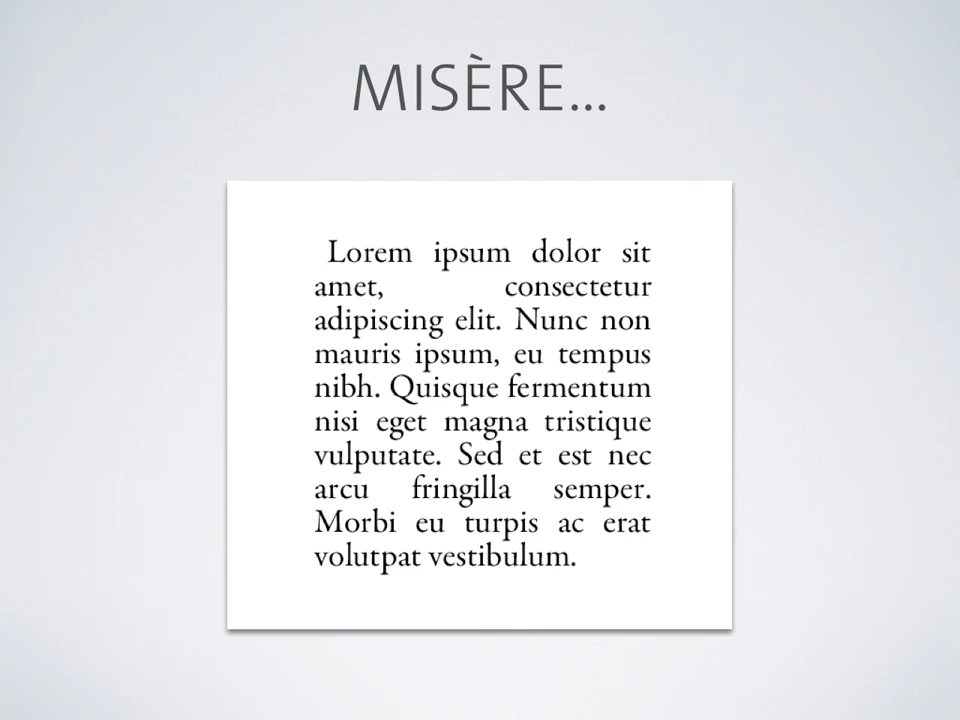 MISÈRE...
Lorem ipsum dolor sit
amet, consectetur
adipiscing elit. Nunc non
mauris ipsum, eu tempus
nibh. Quisque fermentum
nisi eget magna tristique
vulputate. Sed et est nec
arcu fringilla semper.
Morbi eu turpis ac erat
volutpat vestibulum.